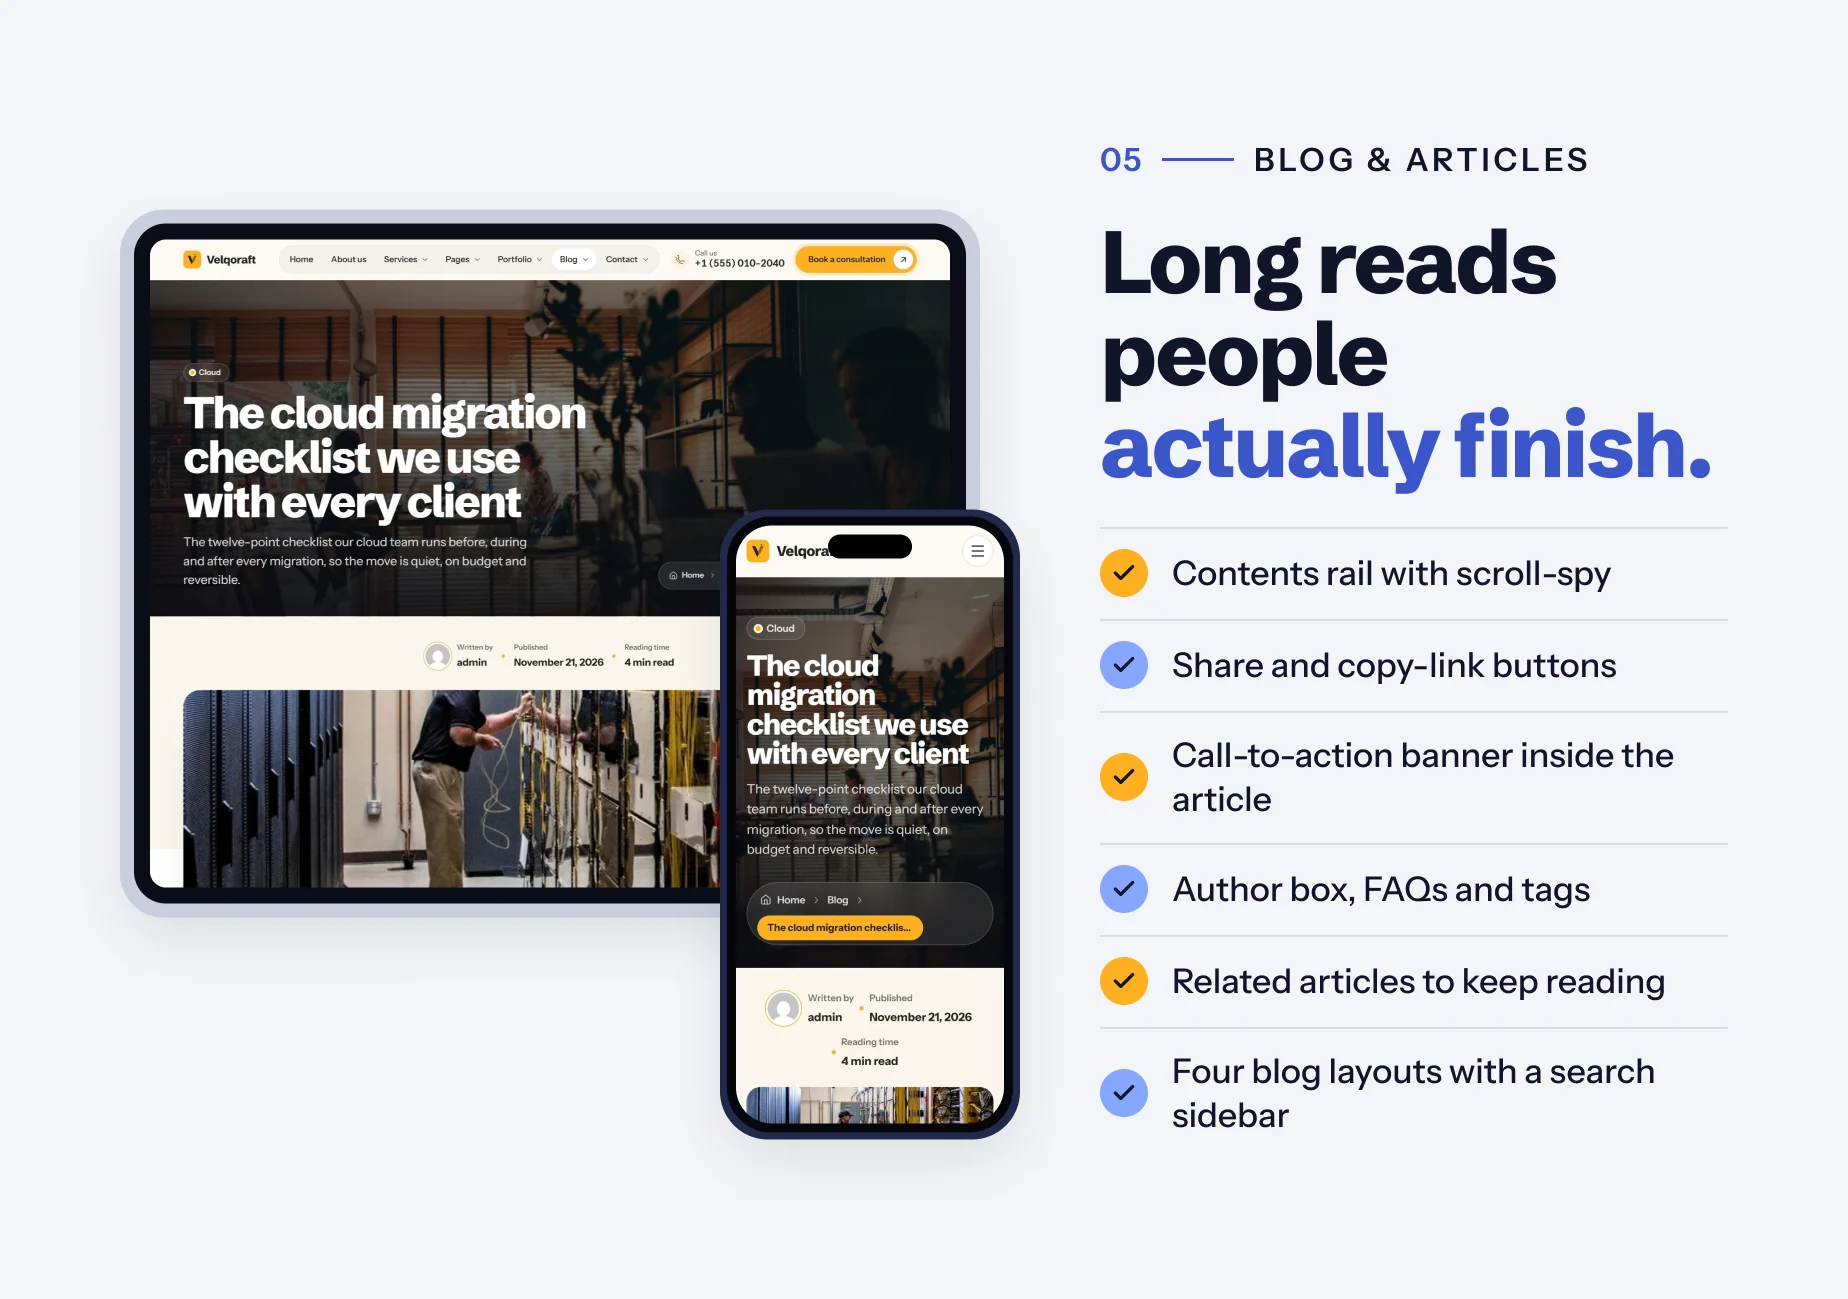 Velqoraft
Home
About us
Services
Pages
Portfolio
Blog
Contact
Call us
+1 (555) 010-2040
Book a consultation
Cloud
The cloud migration
checklist we use
with every client
The twelve-point checklist our cloud team runs before, during
and after every migration, so the move is quiet, on budget and
reversible.
Home
Written by
admin
Published
November 21, 2026
Reading time
4 min read
Velqora
Cloud
The cloud
migration
checklist we use
with every client
The twelve-point checklist our cloud
team runs before, during and after every
migration, so the move is quiet, on
budget and reversible.
Home
Blog
The cloud migration checklis...
Written by
admin
Published
November 21, 2026
Reading time
4 min read
05 BLOG & ARTICLES
Long reads
people
actually finish.
Contents rail with scroll-spy
Share and copy-link buttons
Call-to-action banner inside the
article
Author box, FAQs and tags
Related articles to keep reading
Four blog layouts with a search
sidebar